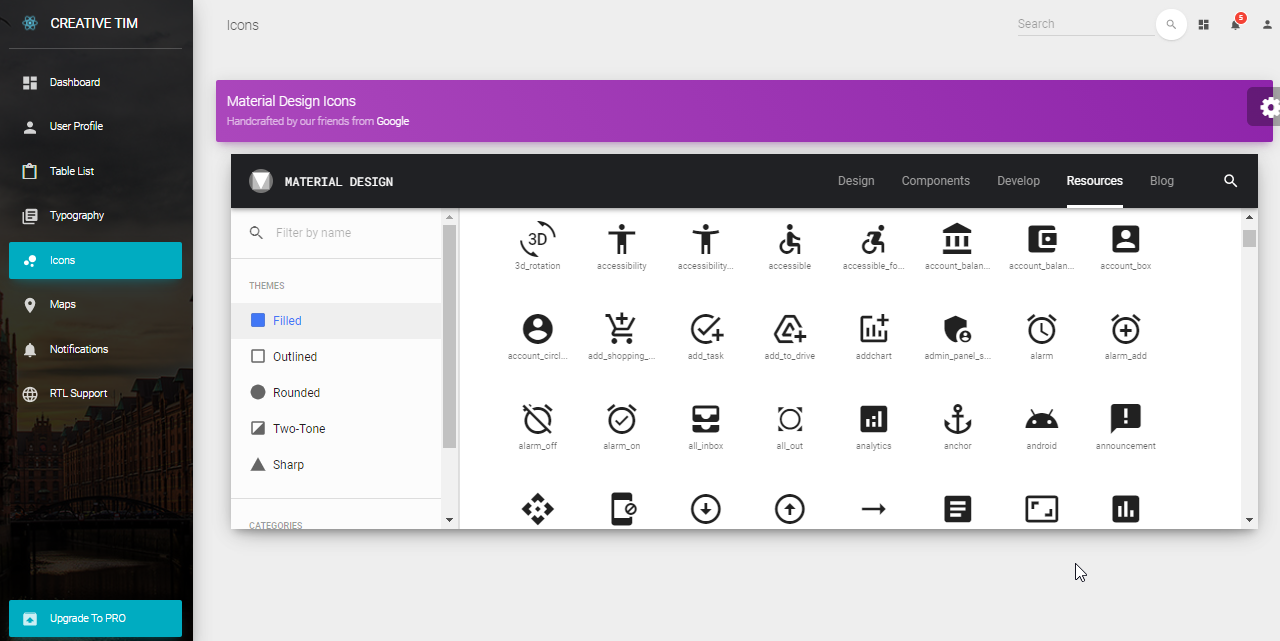 CREATIVE TIM
Dashboard
User Profile
Table List
Typography
Icons
Maps
Notifications
RTL Support
Upgrade To PRO
Icons
Search
5
Material Design Icons
Handcrafted by our friends from Google
MATERIAL DESIGN
Design Components Develop Resources Blog
Filter by name
THEMES
Filled
Outlined
Rounded
Two-Tone
Sharp
CATEGORIES
3D
3d_rotation accessibility accessibility... accessible accessible_fo... account_balan... account_balan... account_box
account_circl... add_shopping_... add_task add_to_drive addchart admin_panel_s... alarm alarm_add
alarm_off alarm_on all_inbox all_out analytics anchor android announcement